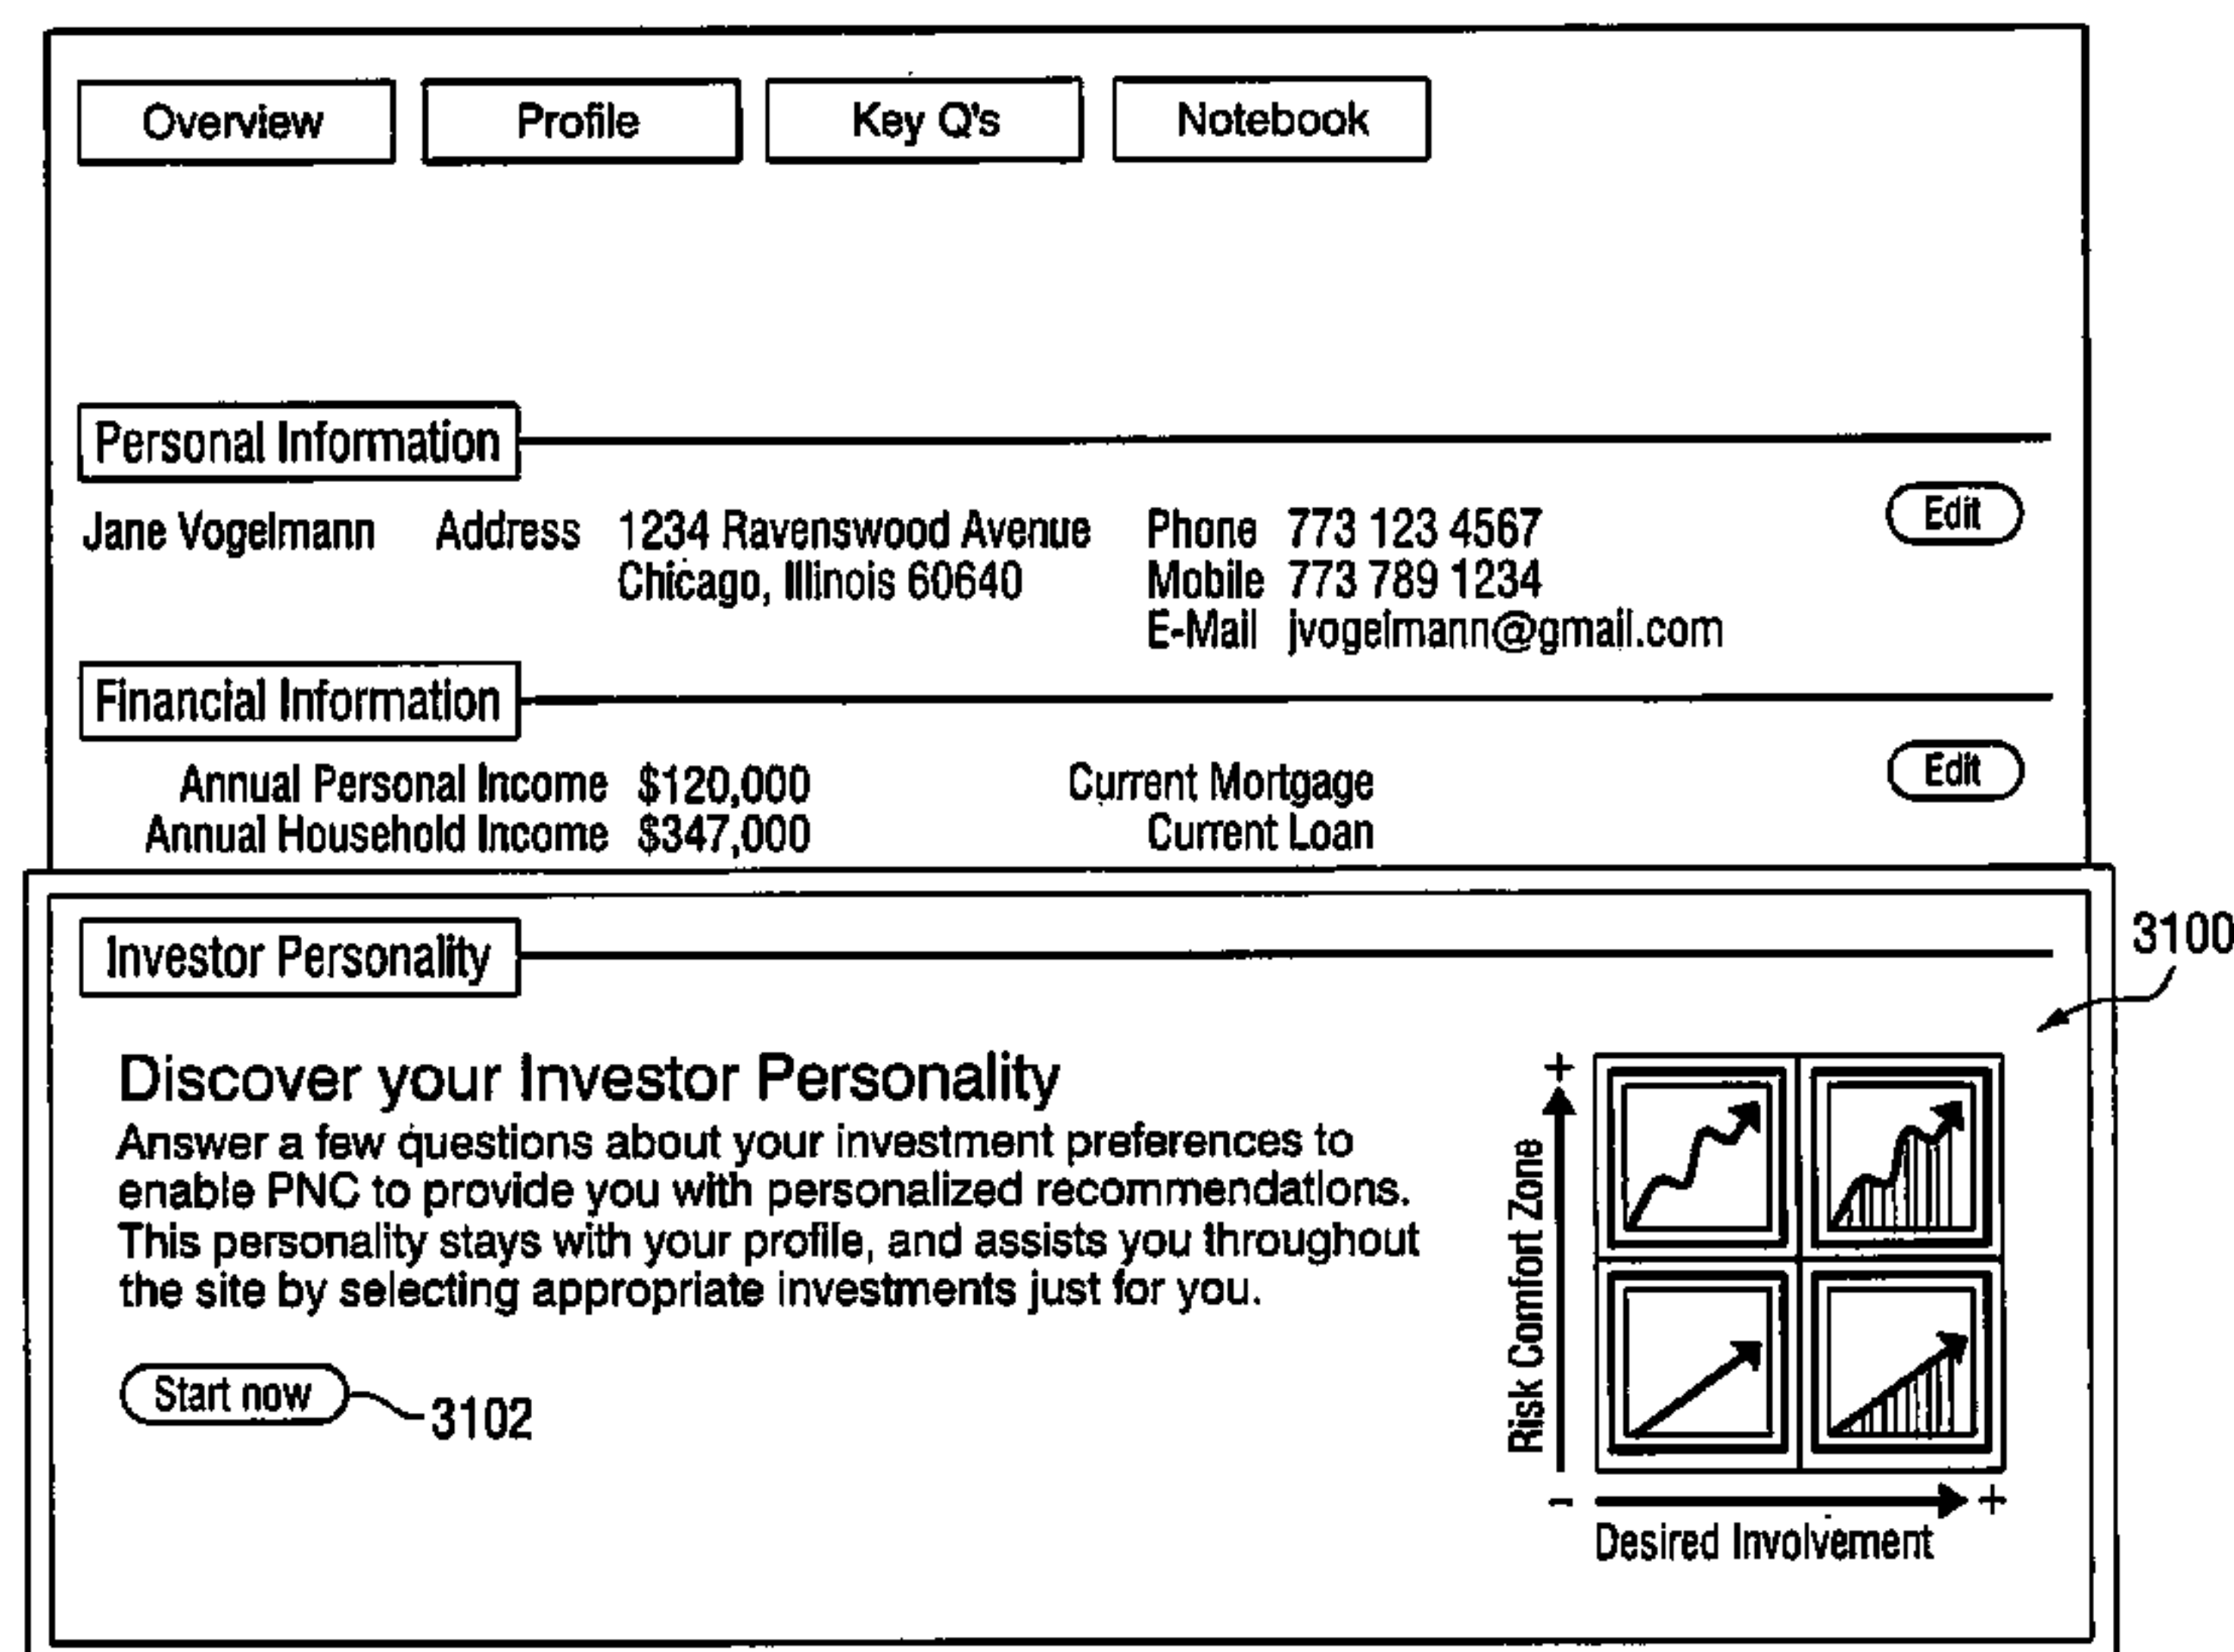 Overview Profile Key Q's Notebook
Personal Information
Jane Vogelmann Address 1234 Ravenswood Avenue Phone 773 123 4567 Edit
Chicago, Illinois 60640 Mobile 773 789 1234
E-Mail jvogelmann@gmail.com
Financial Information
Annual Personal Income $120,000 Current Mortgage Edit
Annual Household Income $347,000 Current Loan
Investor Personality
3100
Discover your Investor Personality
Answer a few questions about your investment preferences to
enable PNC to provide you with personalized recommendations.
This personality stays with your profile, and assists you throughout
the site by selecting appropriate investments just for you.
Start now
3102
+
Risk Comfort Zone
- +
Desired Involvement